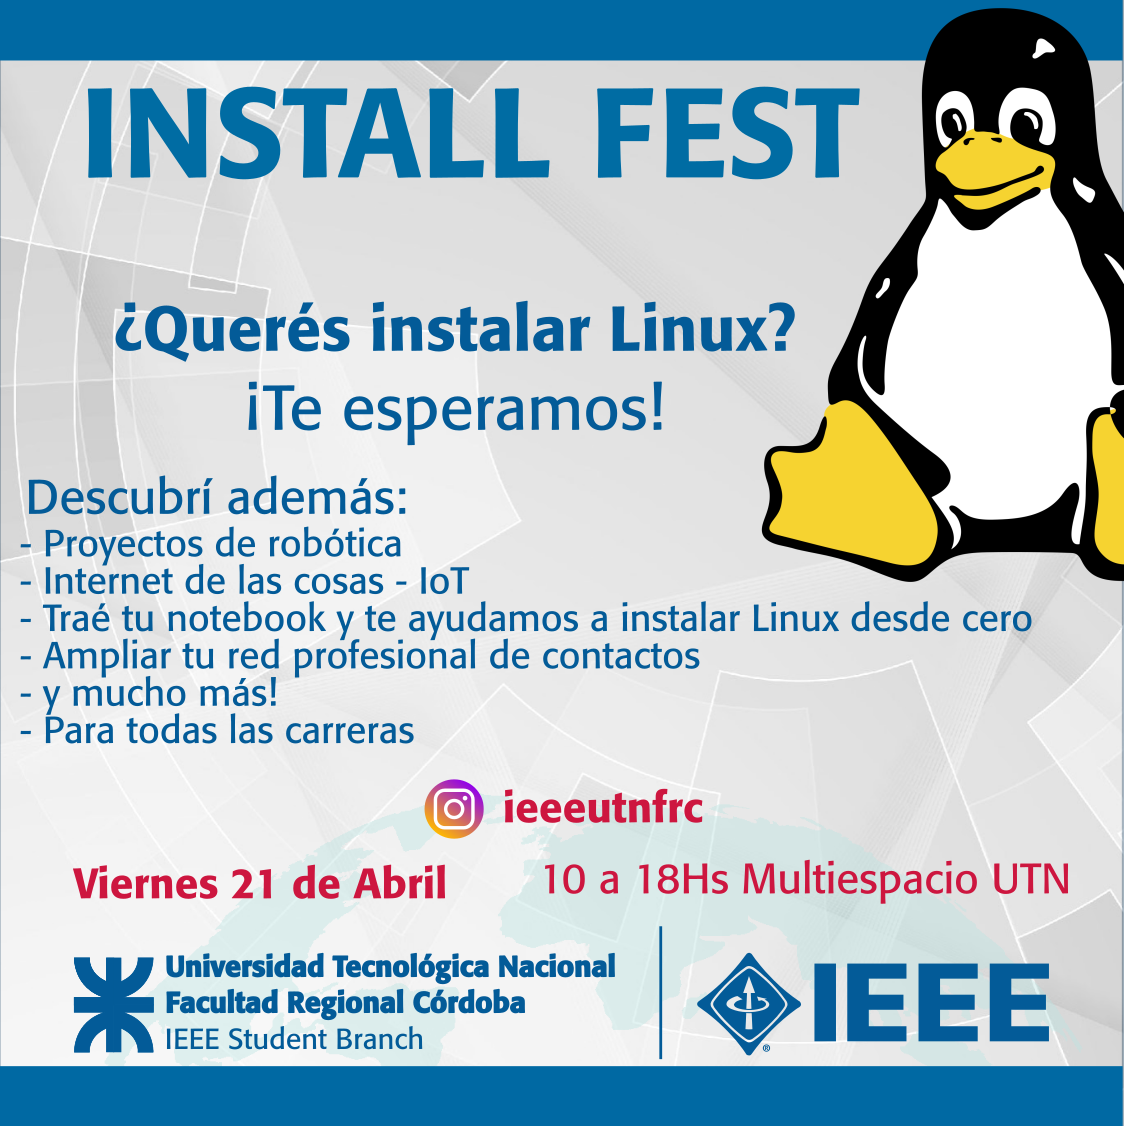 INSTALL FEST
¿Querés instalar Linux?
¡Te esperamos!
Descubrí además:
- Proyectos de robótica
- Internet de las cosas - IoT
- Traé tu notebook y te ayudamos a instalar Linux desde cero
- Ampliar tu red profesional de contactos
- y mucho más!
- Para todas las carreras
ieeeutnfrc
Viernes 21 de Abril
10 a 18Hs Multiespacio UTN
Universidad Tecnológica Nacional
Facultad Regional Córdoba
IEEE Student Branch
IEEE
®